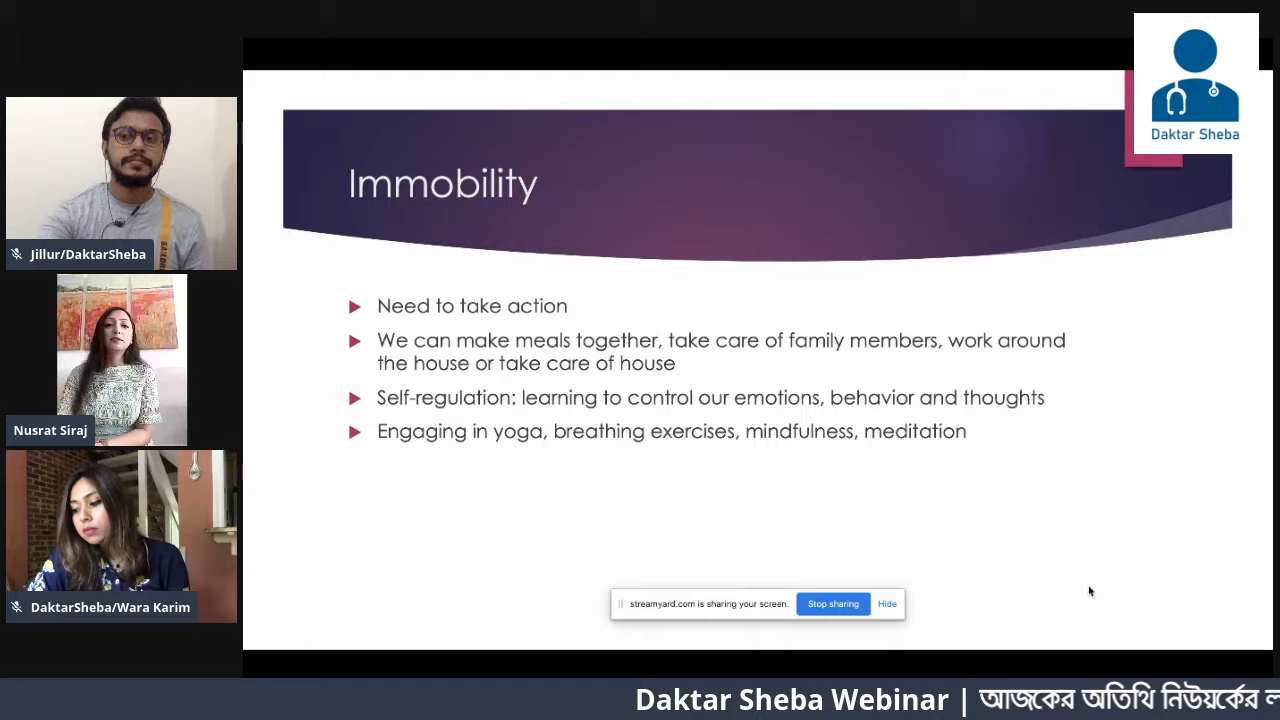 Daktar Sheba
Immobility
Jillur/DaktarSheba
Need to take action
We can make meals together, take care of family members, work around
the house or take care of house
Self-regulation: learning to control our emotions, behavior and thoughts
Engaging in yoga, breathing exercises, mindfulness, meditation
Nusrat Siraj
DaktarSheba/Wara Karim
streamyard.com is sharing your screen. Stop sharing Hide
Daktar Sheba Webinar | আজকের অতিথি নিউয়র্কের